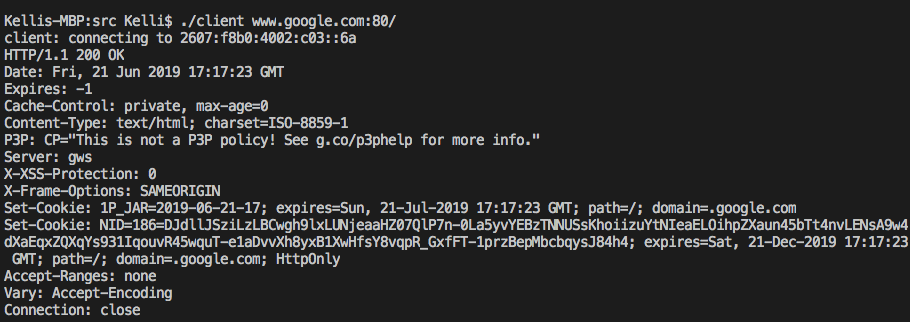 Kellis-MBP:src Kelli$ ./client www.google.com:80/
client: connecting to 2607:f8b0:4002:c03::6a
HTTP/1.1 200 OK
Date: Fri, 21 Jun 2019 17:17:23 GMT
Expires: -1
Cache-Control: private, max-age=0
Content-Type: text/html; charset=ISO-8859-1
P3P: CP="This is not a P3P policy! See g.co/p3phelp for more info."
Server: gws
X-XSS-Protection: 0
X-Frame-Options: SAMEORIGIN
Set-Cookie: 1P_JAR=2019-06-21-17; expires=Sun, 21-Jul-2019 17:17:23 GMT; path=/; domain=.google.com
Set-Cookie: NID=186=DJdllJSziLzLBCwgh9lxLUNjeaaHZ07QlP7n-0La5yvYEBzTNNUSsKhoiizuYtNIeaELOihpZXaun45bTt4nvLENsA9w4
dXaEqxZQXqYs931IqouvR45wquT-e1aDvvXh8yxB1XwHfsY8vqpR_GxfFT-1przBepMbcbqysJ84h4; expires=Sat, 21-Dec-2019 17:17:23
GMT; path=/; domain=.google.com; HttpOnly
Accept-Ranges: none
Vary: Accept-Encoding
Connection: close